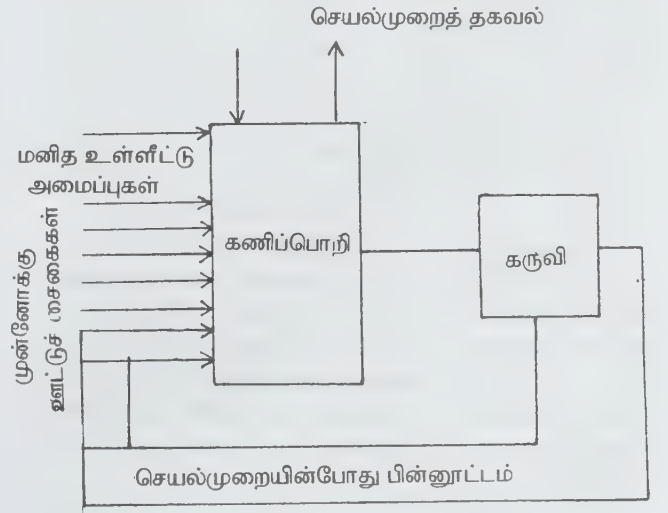 செயல்முறைத் தகவல்
மனித உள்ளீட்டு
அமைப்புகள்
முன்னோக்கு
ஊட்டுச் சைகைகள்
கணிப்பொறி
கருவி
செயல்முறையின்போது பின்னூட்டம்